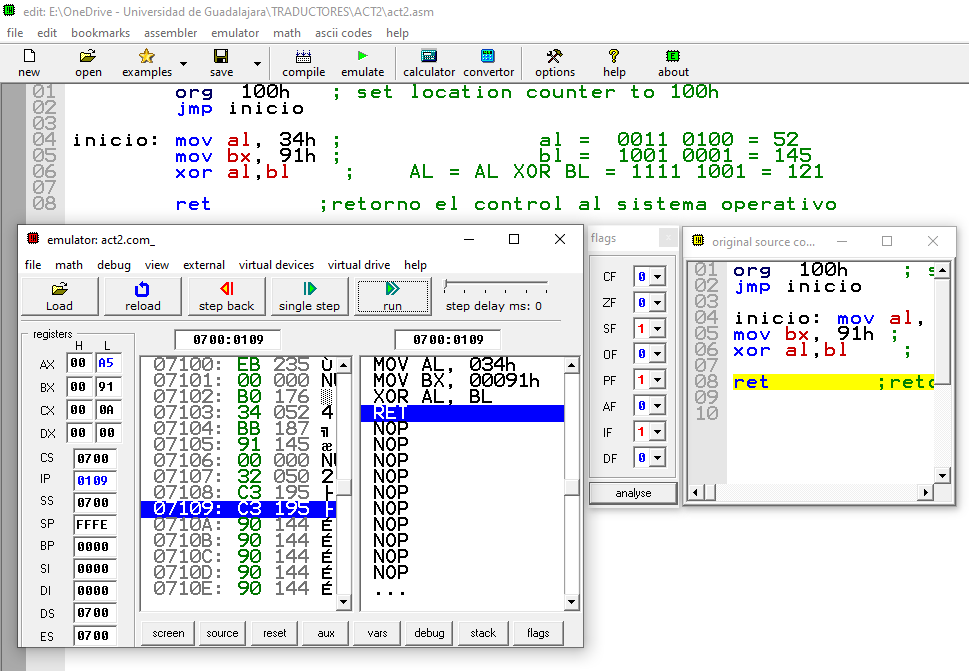 edit: E:\OneDrive - Universidad de Guadalajara\TRADUCTORES\ACT2\act2.asm
file edit bookmarks assembler emulator math ascii codes help
new open examples save compile emulate calculator convertor options help about
01 org 100h ; set location counter to 100h
02 jmp inicio
03
04 inicio: mov al, 34h ; al = 0011 0100 = 52
05 mov bx, 91h ; bl = 1001 0001 = 145
06 xor al,bl ; AL = AL XOR BL = 1111 1001 = 121
07
08 ret ;retorno el control al sistema operativo
emulator: act2.com_
file math debug view external virtual devices virtual drive help
Load reload step back single step run step delay ms: 0
registers
H L
AX 00 A5
BX 00 91
CX 00 0A
DX 00 00
CS 0700
IP 0109
SS 0700
SP FFFE
BP 0000
SI 0000
DI 0000
DS 0700
ES 0700
0700:0109
07100: EB 235 Ù
07101: 00 000 NU
07102: B0 176 ░
07103: 34 052 4
07104: BB 187 ╗
07105: 91 145 æ
07106: 00 000 NU
07107: 32 050 2
07108: C3 195 ├
07109: C3 195 ├
0710A: 90 144 É
0710B: 90 144 É
0710C: 90 144 É
0710D: 90 144 É
0710E: 90 144 É
0700:0109
MOV AL, 034h
MOV BX, 00091h
XOR AL, BL
RET
NOP
NOP
NOP
NOP
NOP
NOP
NOP
NOP
NOP
NOP
...
screen source reset aux vars debug stack flags
flags
CF 0
ZF 0
SF 1
OF 0
PF 1
AF 0
IF 1
DF 0
analyse
original source co...
01 org 100h ; s
02 jmp inicio
03
04 inicio: mov al,
05 mov bx, 91h ;
06 xor al,bl ;
07
08 ret ;reto
09
10